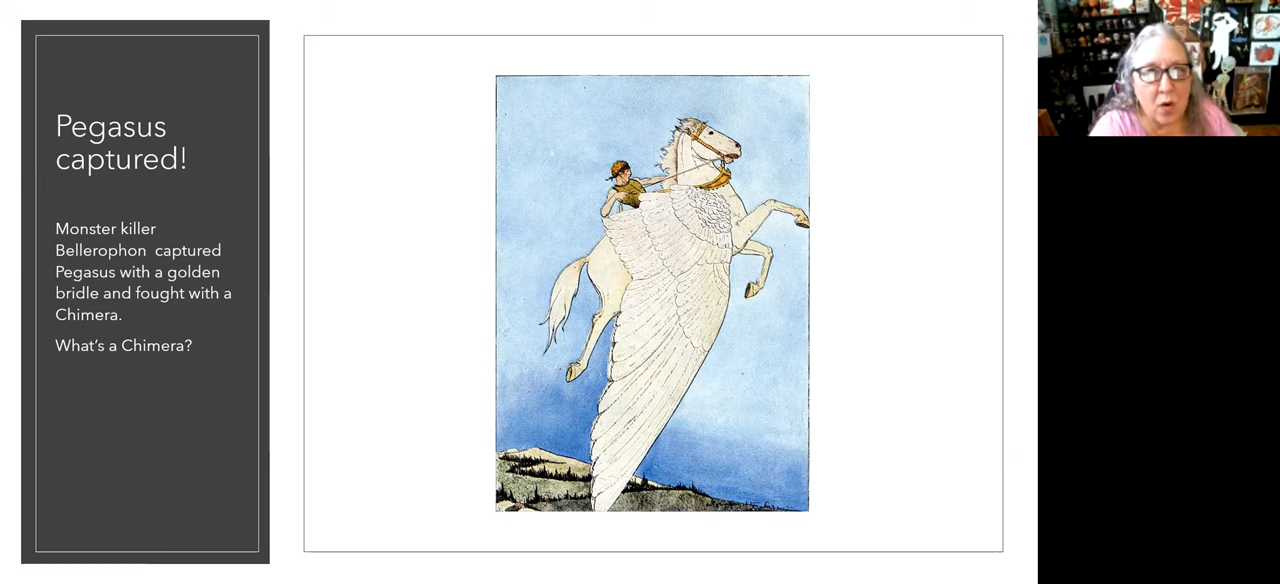 Pegasus
captured!
Monster killer
Bellerophon  captured
Pegasus with a golden
bridle and fought with a
Chimera.
What's a Chimera?